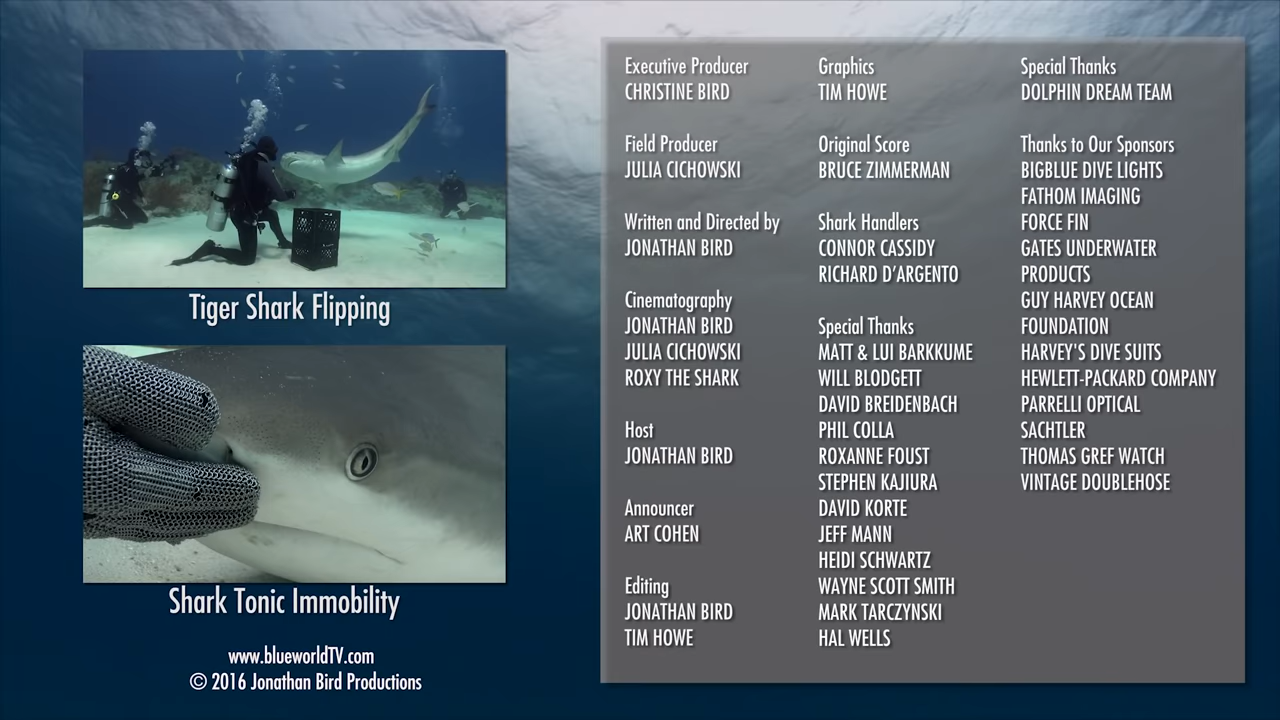 Tiger Shark Flipping
Shark Tonic Immobility
www.blueworldTV.com
© 2016 Jonathan Bird Productions
Executive Producer
CHRISTINE BIRD
Field Producer
JULIA CICHOWSKI
Written and Directed by
JONATHAN BIRD
Cinematography
JONATHAN BIRD
JULIA CICHOWSKI
ROXY THE SHARK
Host
JONATHAN BIRD
Announcer
ART COHEN
Editing
JONATHAN BIRD
TIM HOWE
Graphics
TIM HOWE
Original Score
BRUCE ZIMMERMAN
Shark Handlers
CONNOR CASSIDY
RICHARD D'ARGENTO
Special Thanks
MATT & LUI BARKKUME
WILL BLODGETT
DAVID BREIDENBACH
PHIL COLLA
ROXANNE FOUST
STEPHEN KAJIURA
DAVID KORTE
JEFF MANN
HEIDI SCHWARTZ
WAYNE SCOTT SMITH
MARK TARCZYNSKI
HAL WELLS
Special Thanks
DOLPHIN DREAM TEAM
Thanks to Our Sponsors
BIGBLUE DIVE LIGHTS
FATHOM IMAGING
FORCE FIN
GATES UNDERWATER
PRODUCTS
GUY HARVEY OCEAN
FOUNDATION
HARVEY'S DIVE SUITS
HEWLETT-PACKARD COMPANY
PARRELLI OPTICAL
SACHTLER
THOMAS GREF WATCH
VINTAGE DOUBLEHOSE